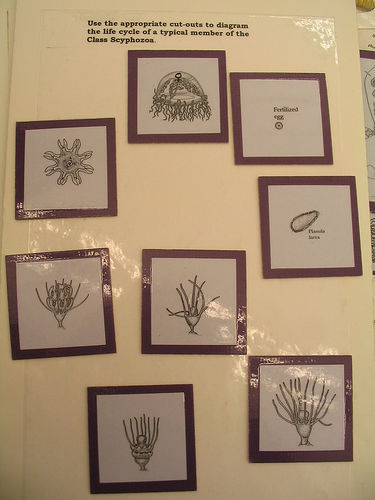 Use the appropriate cut-outs to diagram
the life cycle of a typical member of the
Class Scyphozoa.
Fertilized
egg
Planula
larva